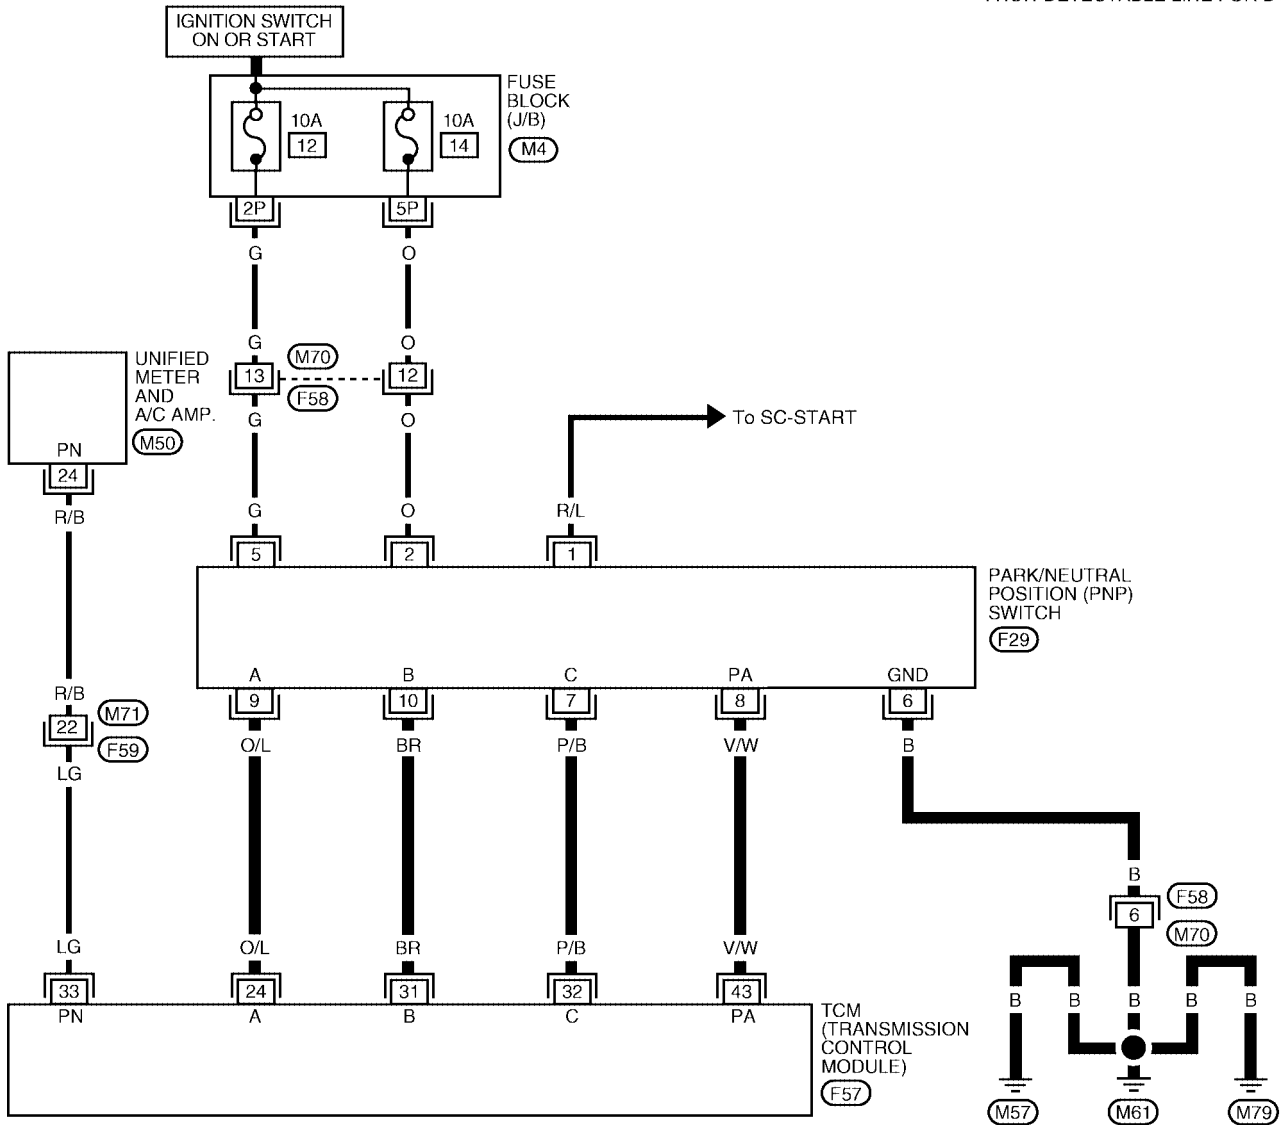 IGNITION SWITCH
ON OR START
FUSE
BLOCK
(J/B)
M4
10A
12
10A
14
2P
5P
G
O
G
O
M70
13
12
F58
G
O
UNIFIED
METER
AND
A/C AMP.
M50
PN
24
R/B
To SC-START
G
O
R/L
5
2
1
PARK/NEUTRAL
POSITION (PNP)
SWITCH
F29
A
B
C
PA
GND
9
10
7
8
6
R/B
M71
22
F59
LG
O/L
BR
P/B
V/W
B
B
F58
6
M70
LG
O/L
BR
P/B
V/W
33
24
31
32
43
PN
A
B
C
PA
TCM
(TRANSMISSION
CONTROL
MODULE)
F57
B
B
B
B
B
M57
M61
M79